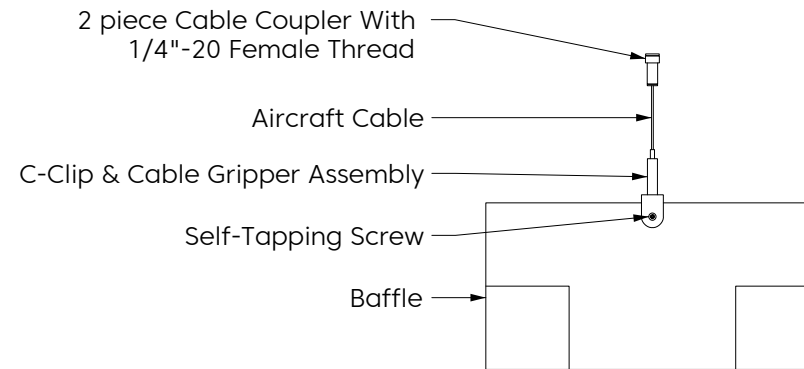 2 piece Cable Coupler With
1/4"-20 Female Thread
Aircraft Cable
C-Clip & Cable Gripper Assembly
Self-Tapping Screw
Baffle